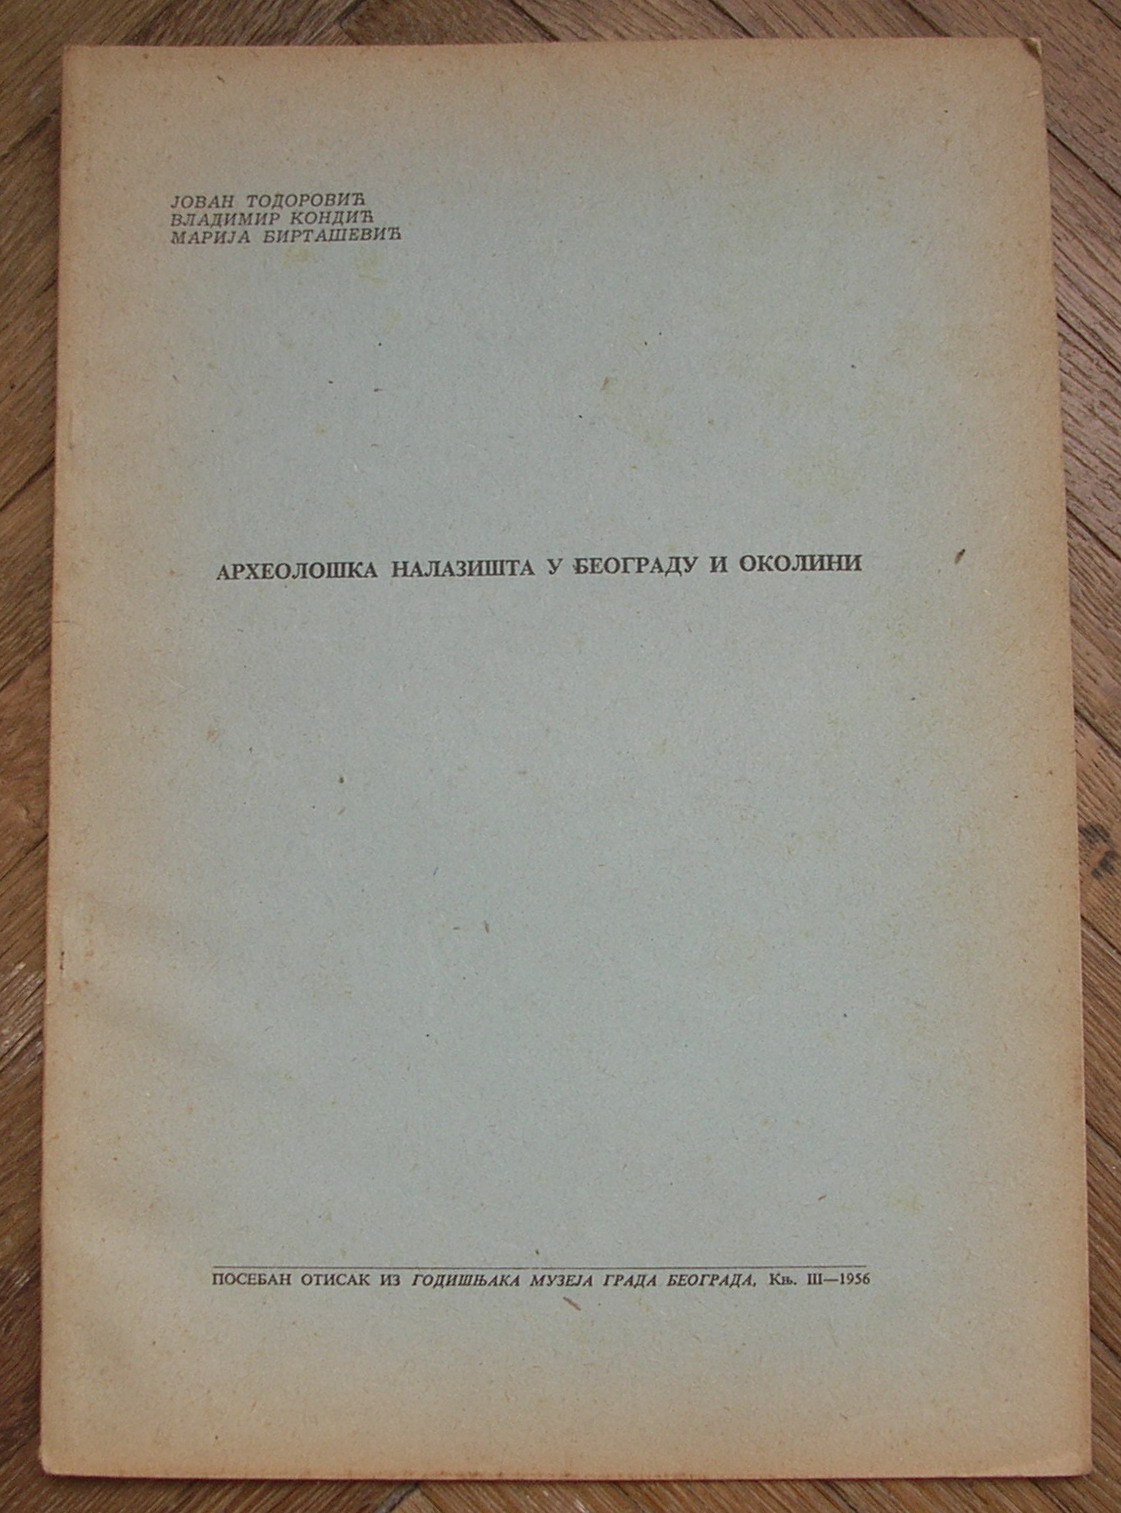 ЈОВАН ТОДОРОВИЋ
ВЛАДИМИР КОНДИЋ
МАРИЈА БИРТАШЕВИЋ
АРХЕОЛОШКА НАЛАЗИШТА У БЕОГРАДУ И ОКОЛИНИ
ПОСЕБАН ОТИСАК ИЗ ГОДИШЊАКА МУЗЕЈА ГРАДА БЕОГРАДА, Књ. III—1956